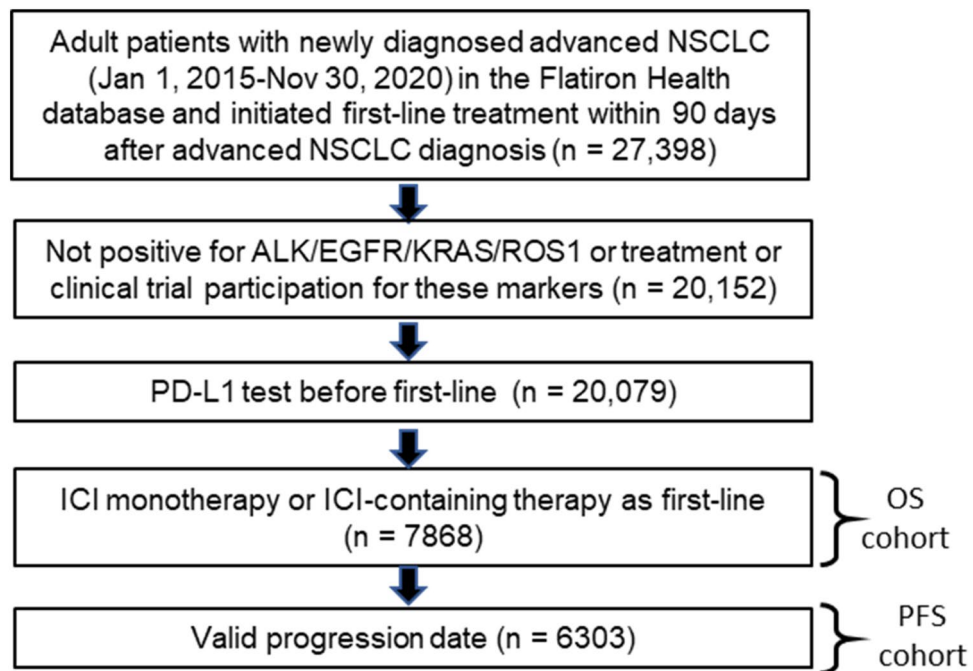 Adult patients with newly diagnosed advanced NSCLC
(Jan 1, 2015-Nov 30, 2020) in the Flatiron Health
database and initiated first-line treatment within 90 days
after advanced NSCLC diagnosis (n = 27,398)
Not positive for ALK/EGFR/KRAS/ROS1 or treatment or
clinical trial participation for these markers (n = 20,152)
PD-L1 test before first-line (n = 20,079)
ICI monotherapy or ICI-containing therapy as first-line
(n = 7868)
OS
cohort
Valid progression date (n = 6303)
PFS
cohort